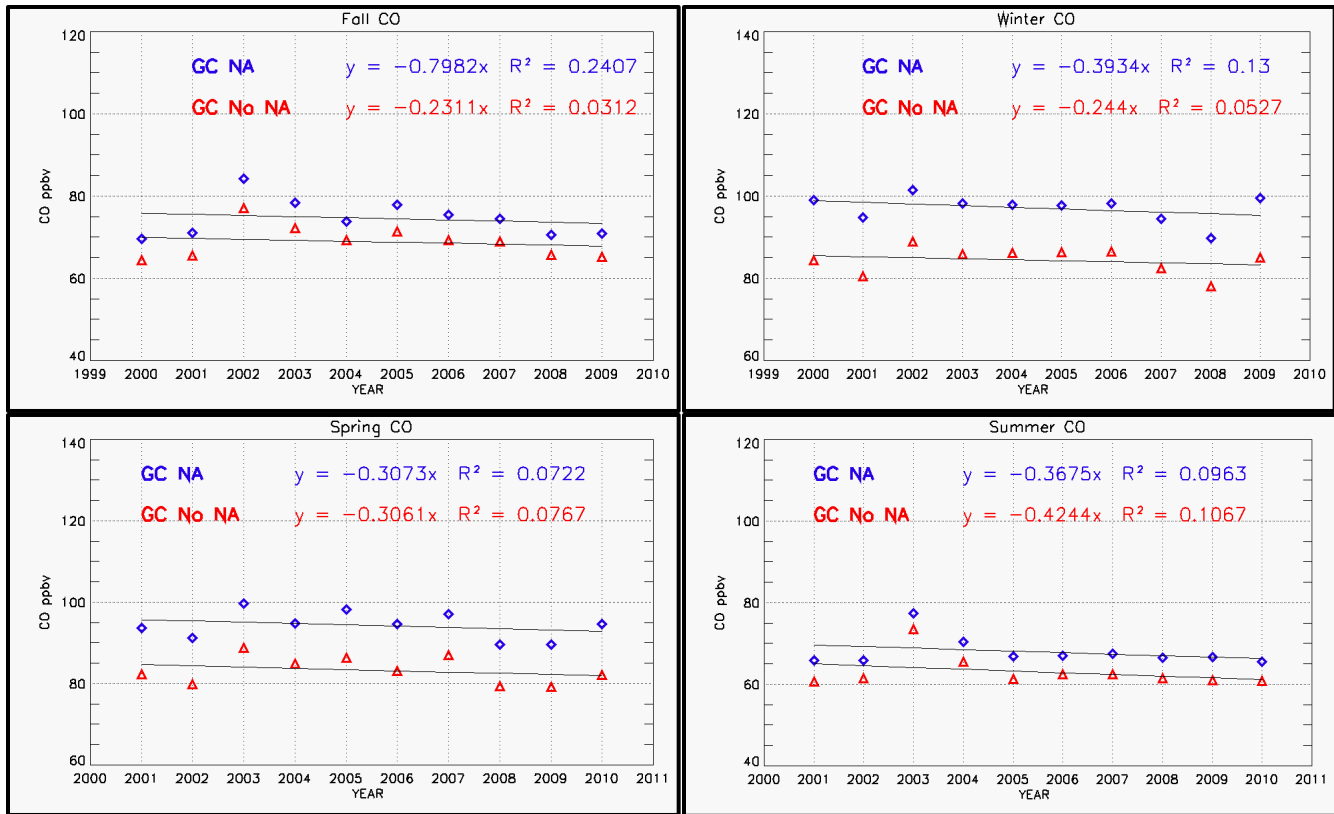 Fall CO
120
100
80
60
40
CO ppbv
GC NA y = −0.7982x R² = 0.2407
GC No NA y = −0.2311x R² = 0.0312
1999 2000 2001 2002 2003 2004 2005 2006 2007 2008 2009 2010
YEAR
Winter CO
140
120
100
80
60
CO ppbv
GC NA y = −0.3934x R² = 0.13
GC No NA y = −0.244x R² = 0.0527
1999 2000 2001 2002 2003 2004 2005 2006 2007 2008 2009 2010
YEAR
Spring CO
140
120
100
80
60
CO ppbv
GC NA y = −0.3073x R² = 0.0722
GC No NA y = −0.3061x R² = 0.0767
2000 2001 2002 2003 2004 2005 2006 2007 2008 2009 2010 2011
YEAR
Summer CO
120
100
80
60
40
CO ppbv
GC NA y = −0.3675x R² = 0.0963
GC No NA y = −0.4244x R² = 0.1067
2000 2001 2002 2003 2004 2005 2006 2007 2008 2009 2010 2011
YEAR